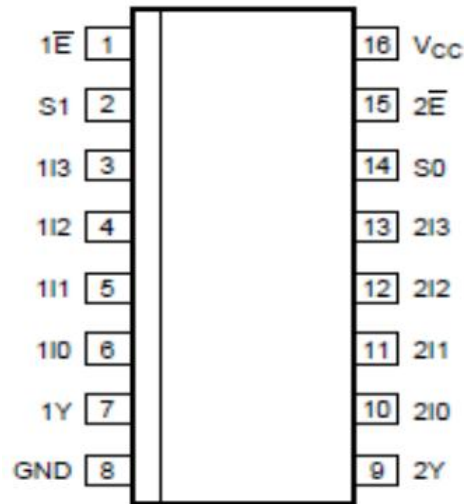 1E̅ 1 16 VCC
S1 2 15 2E̅
1I3 3 14 S0
1I2 4 13 2I3
1I1 5 12 2I2
1I0 6 11 2I1
1Y 7 10 2I0
GND 8 9 2Y